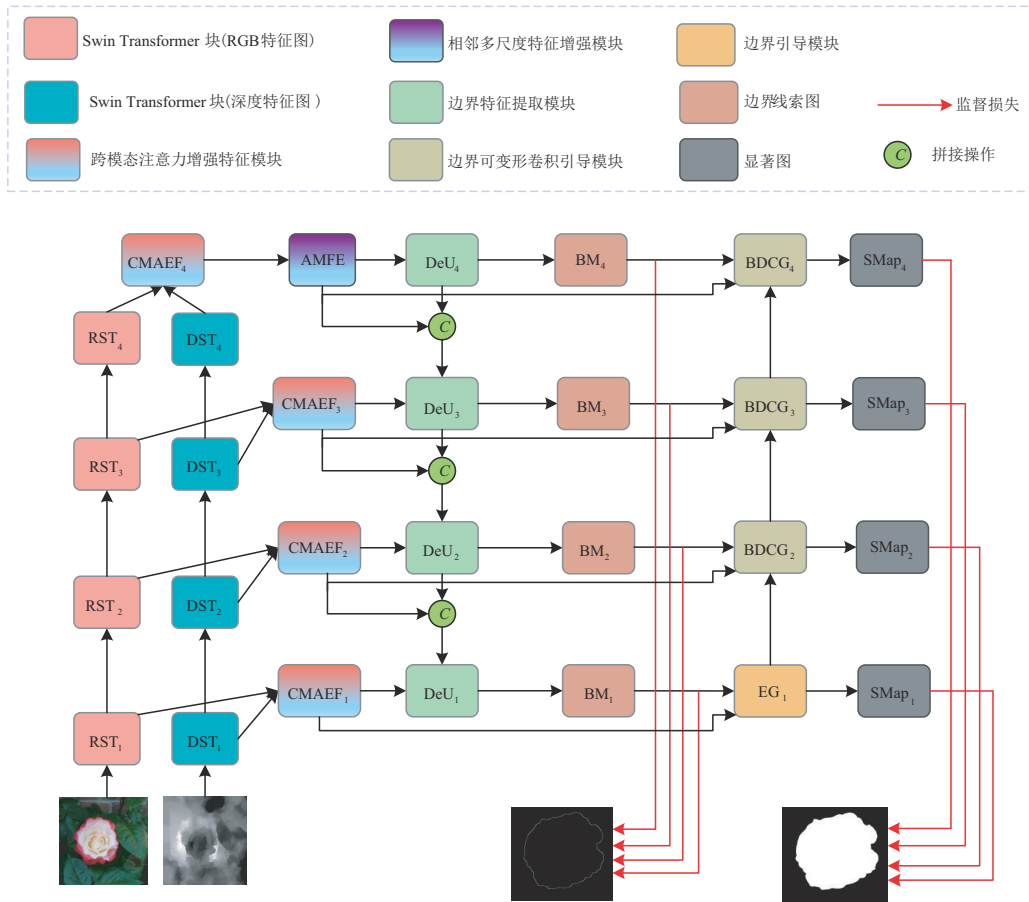 Swin Transformer 块(RGB特征图)
相邻多尺度特征增强模块
边界引导模块
Swin Transformer 块(深度特征图 )
边界特征提取模块
边界线索图
监督损失
跨模态注意力增强特征模块
边界可变形卷积引导模块
显著图
C 拼接操作
CMAEF₄ AMFE DeU₄ BM₄ BDCG₄ SMap₄
RST₄ DST₄ C
CMAEF₃ DeU₃ BM₃ BDCG₃ SMap₃
RST₃ DST₃ C
CMAEF₂ DeU₂ BM₂ BDCG₂ SMap₂
RST₂ DST₂ C
CMAEF₁ DeU₁ BM₁ EG₁ SMap₁
RST₁ DST₁